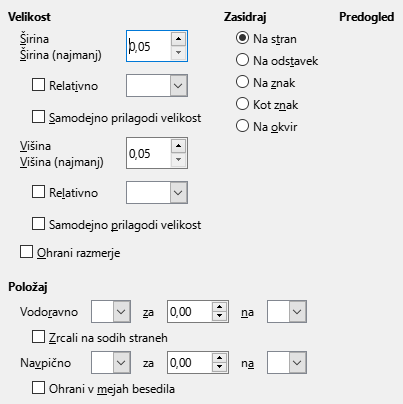 Velikost
Zasidraj
Predogled
Širina
Širina (najmanj)
0,05
Relativno
Samodejno prilagodi velikost
Višina
Višina (najmanj)
0,05
Relativno
Samodejno prilagodi velikost
Ohrani razmerje
Na stran
Na odstavek
Na znak
Kot znak
Na okvir
Položaj
Vodoravno za 0,00 na
Zrcali na sodih straneh
Navpično za 0,00 na
Ohrani v mejah besedila